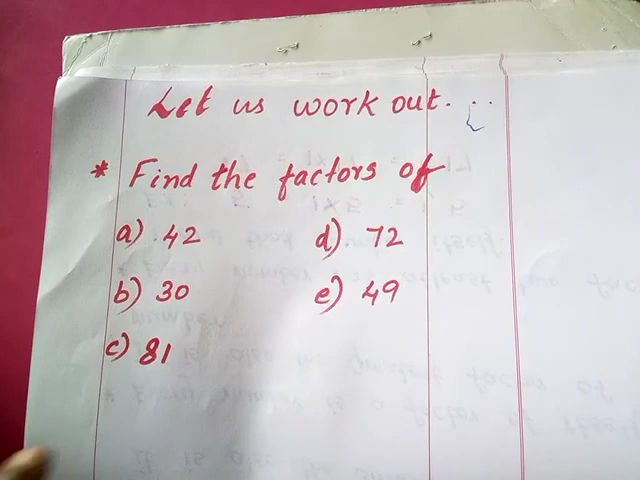 Let us work out...
* Find the factors of
a) 42 d) 72
b) 30 e) 49
c) 81